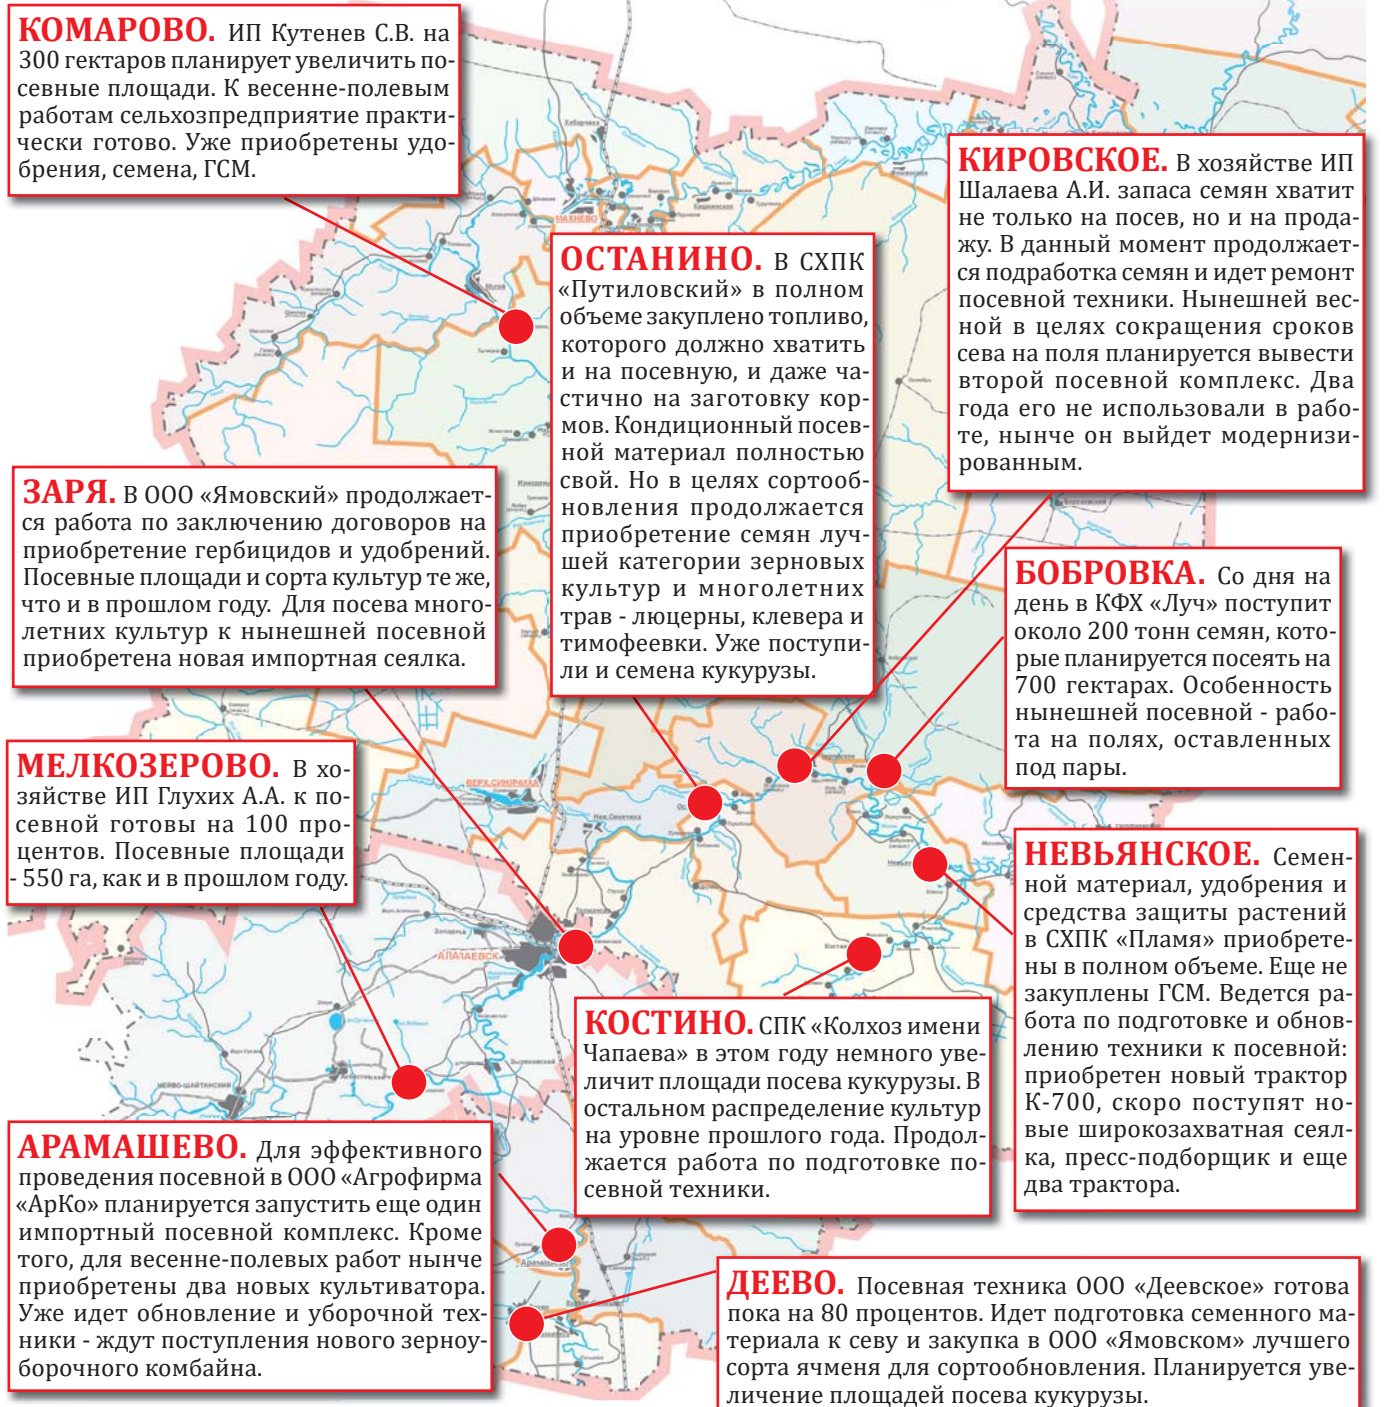 КОМАРОВО. ИП Кутенев С.В. на
300 гектаров планирует увеличить по-
севные площади. К весенне-полевым
работам сельхозпредприятие практи-
чески готово. Уже приобретены удо-
брения, семена, ГСМ.
КИРОВСКОЕ. В хозяйстве ИП
Шалаева А.И. запаса семян хватит
не только на посев, но и на прода-
жу. В данный момент продолжает-
ся подработка семян и идет ремонт
посевной техники. Нынешней вес-
ной в целях сокращения сроков
сева на поля планируется вывести
второй посевной комплекс. Два
года его не использовали в рабо-
те, нынче он выйдет модернизи-
рованным.
МАХНЕВО
ОСТАНИНО. В СХПК
«Путиловский» в полном
объеме закуплено топливо,
которого должно хватить
и на посевную, и даже ча-
стично на заготовку кор-
мов. Кондиционный посев-
ной материал полностью
свой. Но в целях сортооб-
новления продолжается
приобретение семян луч-
шей категории зерновых
культур и многолетних
трав - люцерны, клевера и
тимофеевки. Уже поступи-
ли и семена кукурузы.
ЗАРЯ. В ООО «Ямовский» продолжает-
ся работа по заключению договоров на
приобретение гербицидов и удобрений.
Посевные площади и сорта культур те же,
что и в прошлом году. Для посева много-
летних культур к нынешней посевной
приобретена новая импортная сеялка.
БОБРОВКА. Со дня на
день в КФХ «Луч» поступит
около 200 тонн семян, кото-
рые планируется посеять на
700 гектарах. Особенность
нынешней посевной - рабо-
та на полях, оставленных
под пары.
МЕЛКОЗЕРОВО. В хо-
зяйстве ИП Глухих А.А. к по-
севной готовы на 100 про-
центов. Посевные площади
- 550 га, как и в прошлом году.
ВЕРХ. СИНЯЧИХА
НЕВЬЯНСКОЕ. Семен-
ной материал, удобрения и
средства защиты растений
в СХПК «Пламя» приобрете-
ны в полном объеме. Еще не
закуплены ГСМ. Ведется ра-
бота по подготовке и обнов-
лению техники к посевной:
приобретен новый трактор
К-700, скоро поступят но-
вые широкозахватная сеял-
ка, пресс-подборщик и еще
два трактора.
АЛАПАЕВСК
КОСТИНО. СПК «Колхоз имени
Чапаева» в этом году немного уве-
личит площади посева кукурузы. В
остальном распределение культур
на уровне прошлого года. Продол-
жается работа по подготовке по-
севной техники.
НЕЙВО-ШАЙТАНСКИЙ
АРАМАШЕВО. Для эффективного
проведения посевной в ООО «Агрофирма
«АрКо» планируется запустить еще один
импортный посевной комплекс. Кроме
того, для весенне-полевых работ нынче
приобретены два новых культиватора.
Уже идет обновление и уборочной тех-
ники - ждут поступления нового зерноу-
борочного комбайна.
ДЕЕВО. Посевная техника ООО «Деевское» готова
пока на 80 процентов. Идет подготовка семенного ма-
териала к севу и закупка в ООО «Ямовском» лучшего
сорта ячменя для сортообновления. Планируется уве-
личение площадей посева кукурузы.